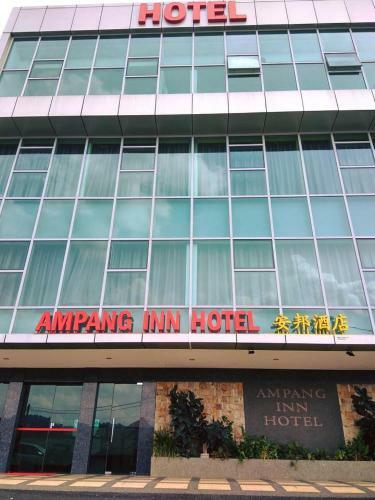 HOTEL
AMPANG INN HOTEL 安邦酒店
AMPANG
INN
HOTEL